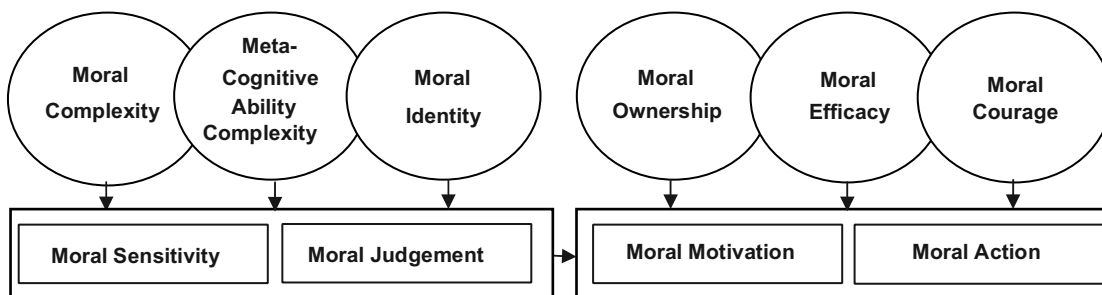 Moral
Complexity
Meta-
Cognitive
Ability
Complexity
Moral
Identity
Moral
Ownership
Moral
Efficacy
Moral
Courage
Moral Sensitivity
Moral Judgement
Moral Motivation
Moral Action